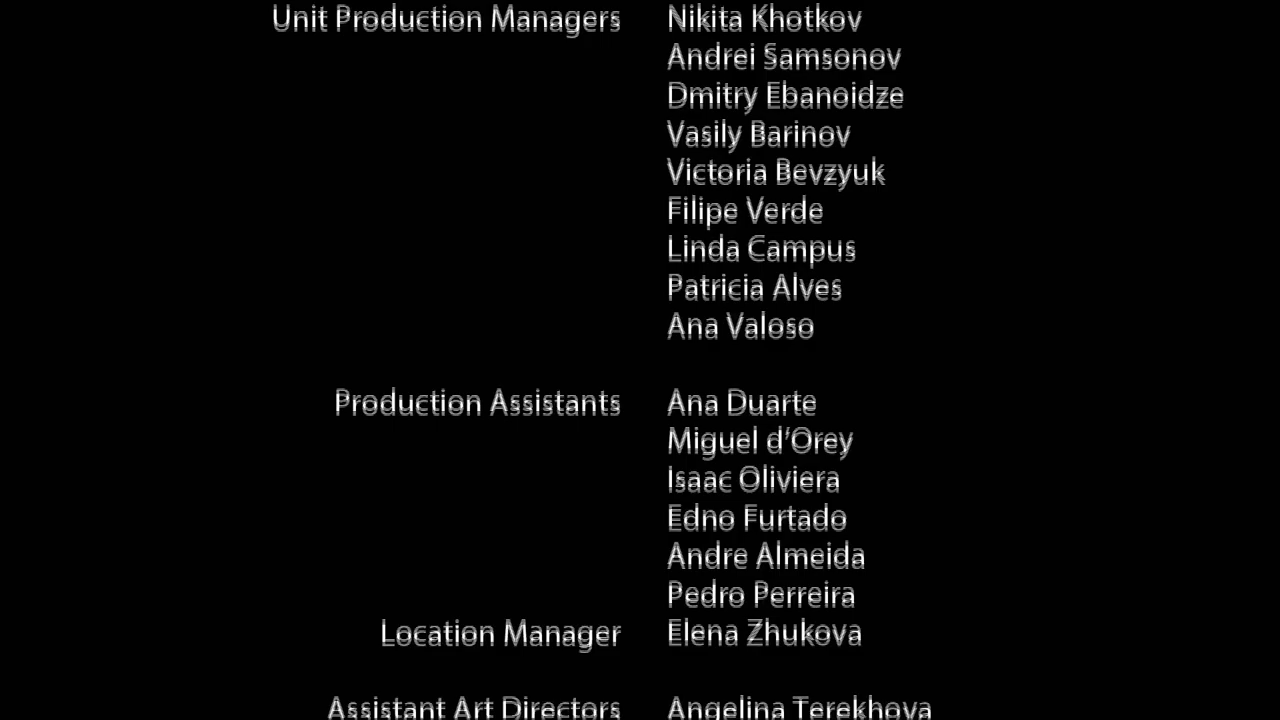 Unit Production Managers Nikita Khotkov
Andrei Samsonov
Dmitry Ebanoidze
Vasily Barinov
Victoria Bevzyuk
Filipe Verde
Linda Campus
Patricia Alves
Ana Valoso
Production Assistants Ana Duarte
Miguel d’Orey
Isaac Oliviera
Edno Furtado
Andre Almeida
Pedro Perreira
Location Manager Elena Zhukova
Assistant Art Directors Angelina Terekhova